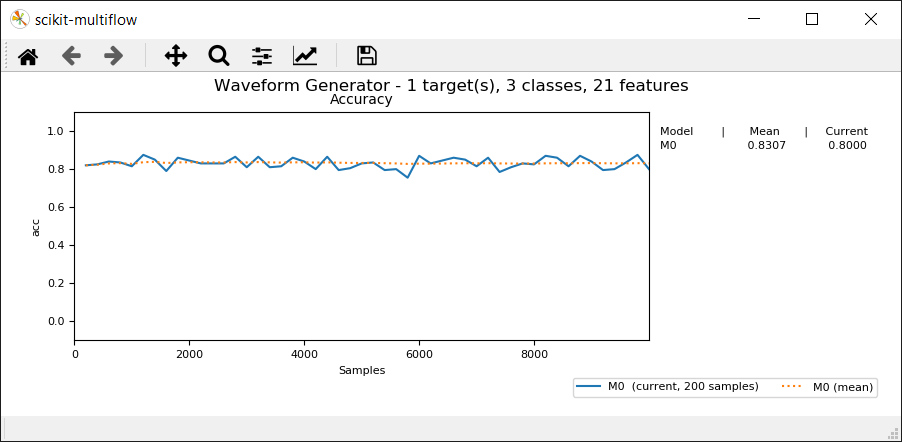 scikit-multiflow
Waveform Generator - 1 target(s), 3 classes, 21 features
Accuracy
Model | Mean | Current
M0 0.8307 0.8000
1.0
0.8
0.6
0.4
0.2
0.0
acc
0 2000 4000 6000 8000
Samples
M0 (current, 200 samples) M0 (mean)